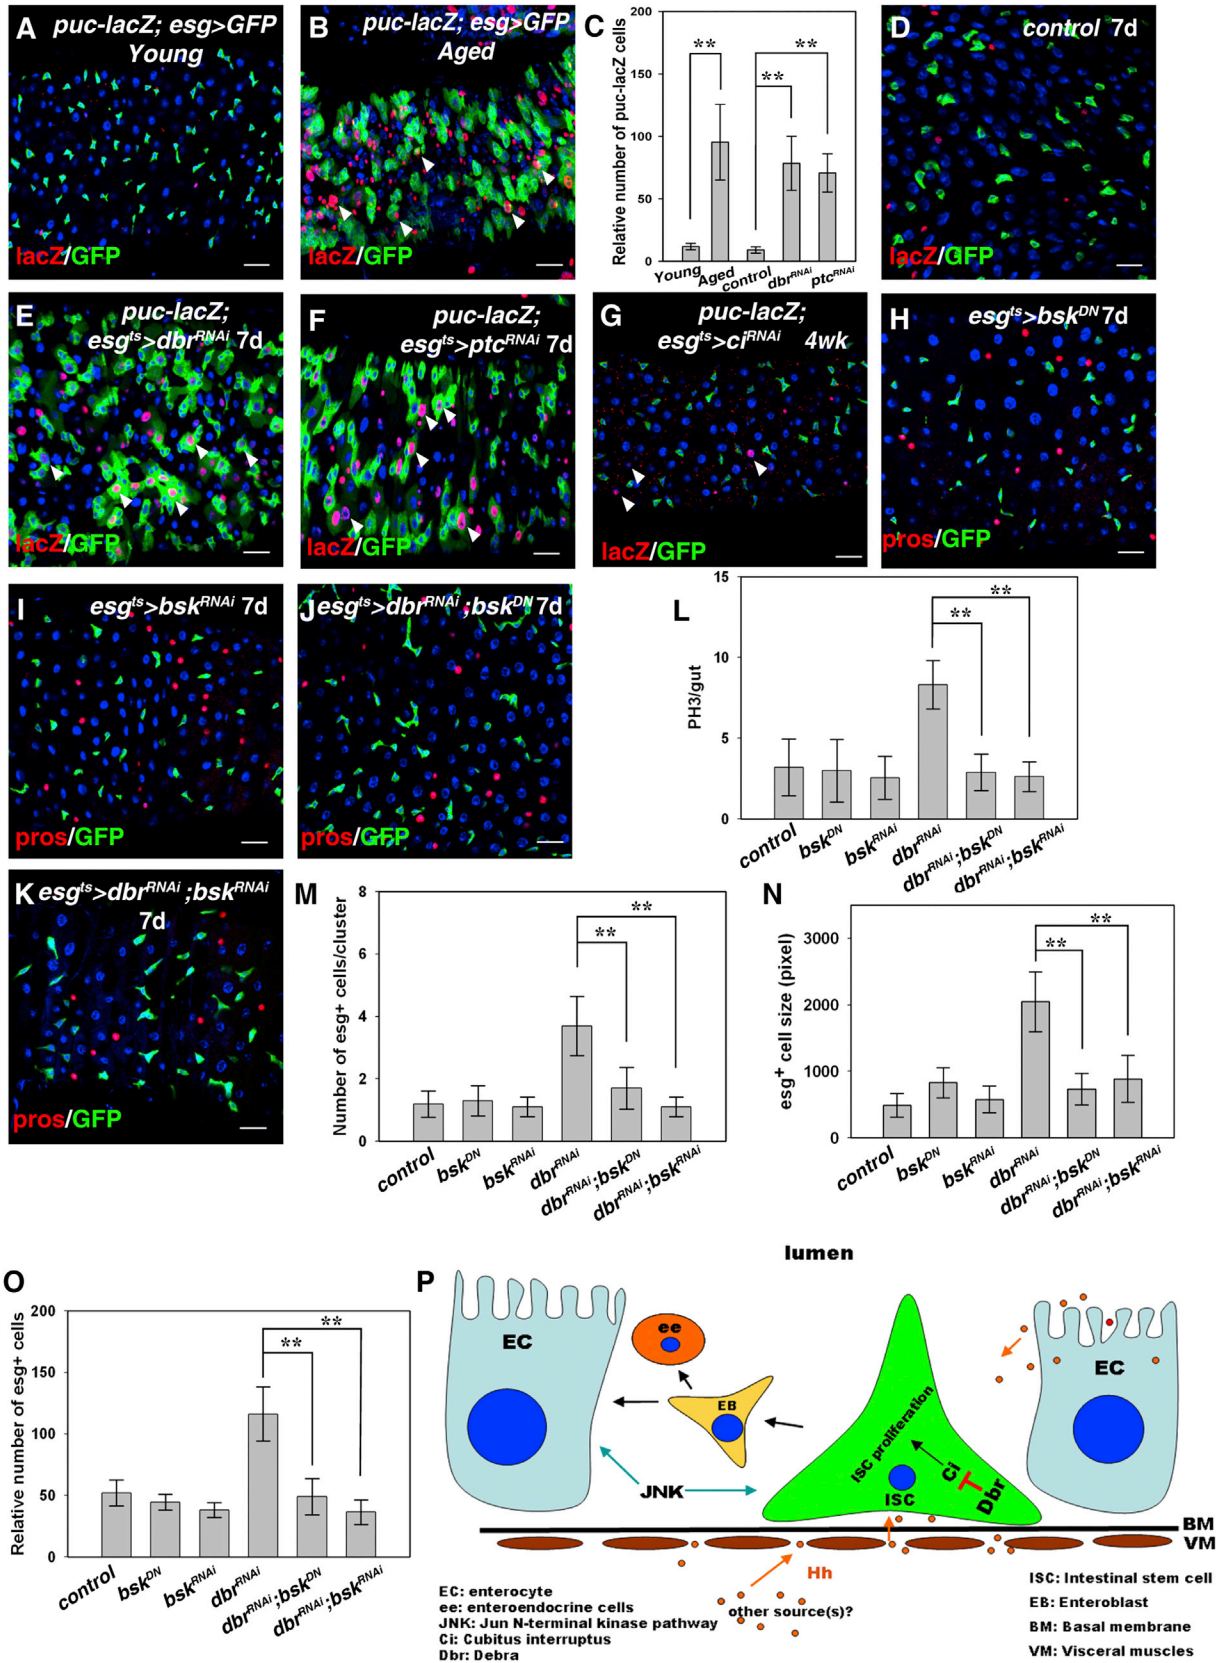 A puc-lacZ; esg>GFP
Young
lacZ/GFP
B puc-lacZ; esg>GFP
Aged
lacZ/GFP
C
Relative number of puc-lacZ cells
200
150
100
50
0
**
**
**
Young
Aged
control
dbrRNAi
ptcRNAi
D control 7d
lacZ/GFP
E puc-lacZ;
esgts>dbrRNAi 7d
lacZ/GFP
F puc-lacZ;
esgts>ptcRNAi 7d
lacZ/GFP
G puc-lacZ;
esgts>ciRNAi 4wk
lacZ/GFP
H esgts>bskDN 7d
pros/GFP
I esgts>bskRNAi 7d
pros/GFP
J esgts>dbrRNAi;bskDN 7d
pros/GFP
K esgts>dbrRNAi;bskRNAi
7d
pros/GFP
L
PH3/gut
15
10
5
0
**
**
control
bskDN
bskRNAi
dbrRNAi
dbrRNAi;bskDN
dbrRNAi;bskRNAi
M
Number of esg+ cells/cluster
8
6
4
2
0
**
**
control
bskDN
bskRNAi
dbrRNAi
dbrRNAi;bskDN
dbrRNAi;bskRNAi
N
esg+ cell size (pixel)
3000
2000
1000
0
**
**
control
bskDN
bskRNAi
dbrRNAi
dbrRNAi;bskDN
dbrRNAi;bskRNAi
O
Relative number of esg+ cells
200
150
100
50
0
**
**
control
bskDN
bskRNAi
dbrRNAi
dbrRNAi;bskDN
dbrRNAi;bskRNAi
P
lumen
EC
ee
EB
EC
ISC proliferation
Ci
Dbr
ISC
JNK
BM
VM
Hh
other source(s)?
EC: enterocyte
ee: enteroendocrine cells
JNK: Jun N-terminal kinase pathway
Ci: Cubitus interruptus
Dbr: Debra
ISC: Intestinal stem cell
EB: Enteroblast
BM: Basal membrane
VM: Visceral muscles